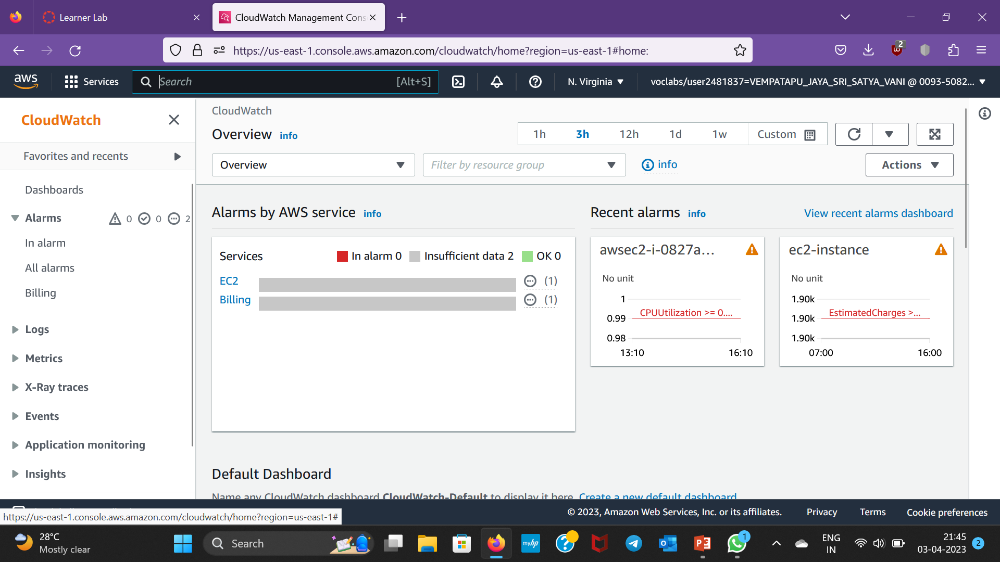 Learner Lab
CloudWatch Management Cons
https://us-east-1.console.aws.amazon.com/cloudwatch/home?region=us-east-1#home:
2
aws
Services
Search
[Alt+S]
N. Virginia
voclabs/user2481837=VEMPATAPU_JAYA_SRI_SATYA_VANI @ 0093-5082...
CloudWatch
Favorites and recents
Dashboards
Alarms
0
0
2
In alarm
All alarms
Billing
Logs
Metrics
X-Ray traces
Events
Application monitoring
Insights
CloudWatch
Overview info
1h
3h
12h
1d
1w
Custom
Overview
Filter by resource group
info
Actions
Alarms by AWS service info
Services
In alarm 0
Insufficient data 2
OK 0
EC2
(1)
Billing
(1)
Recent alarms info
View recent alarms dashboard
awsec2-i-0827a...
No unit
1
CPUUtilization >= 0....
0.99
0.98
13:10
16:10
ec2-instance
No unit
1.90k
EstimatedCharges >...
1.90k
1.90k
07:00
16:00
Default Dashboard
Name any CloudWatch dashboard CloudWatch-Default to display it here. Create a new default dashboard
https://us-east-1.console.aws.amazon.com/cloudwatch/home?region=us-east-1#
© 2023, Amazon Web Services, Inc. or its affiliates.
Privacy
Terms
Cookie preferences
28°C
Mostly clear
Search
myhp
1
ENG
IN
21:45
03-04-2023
2